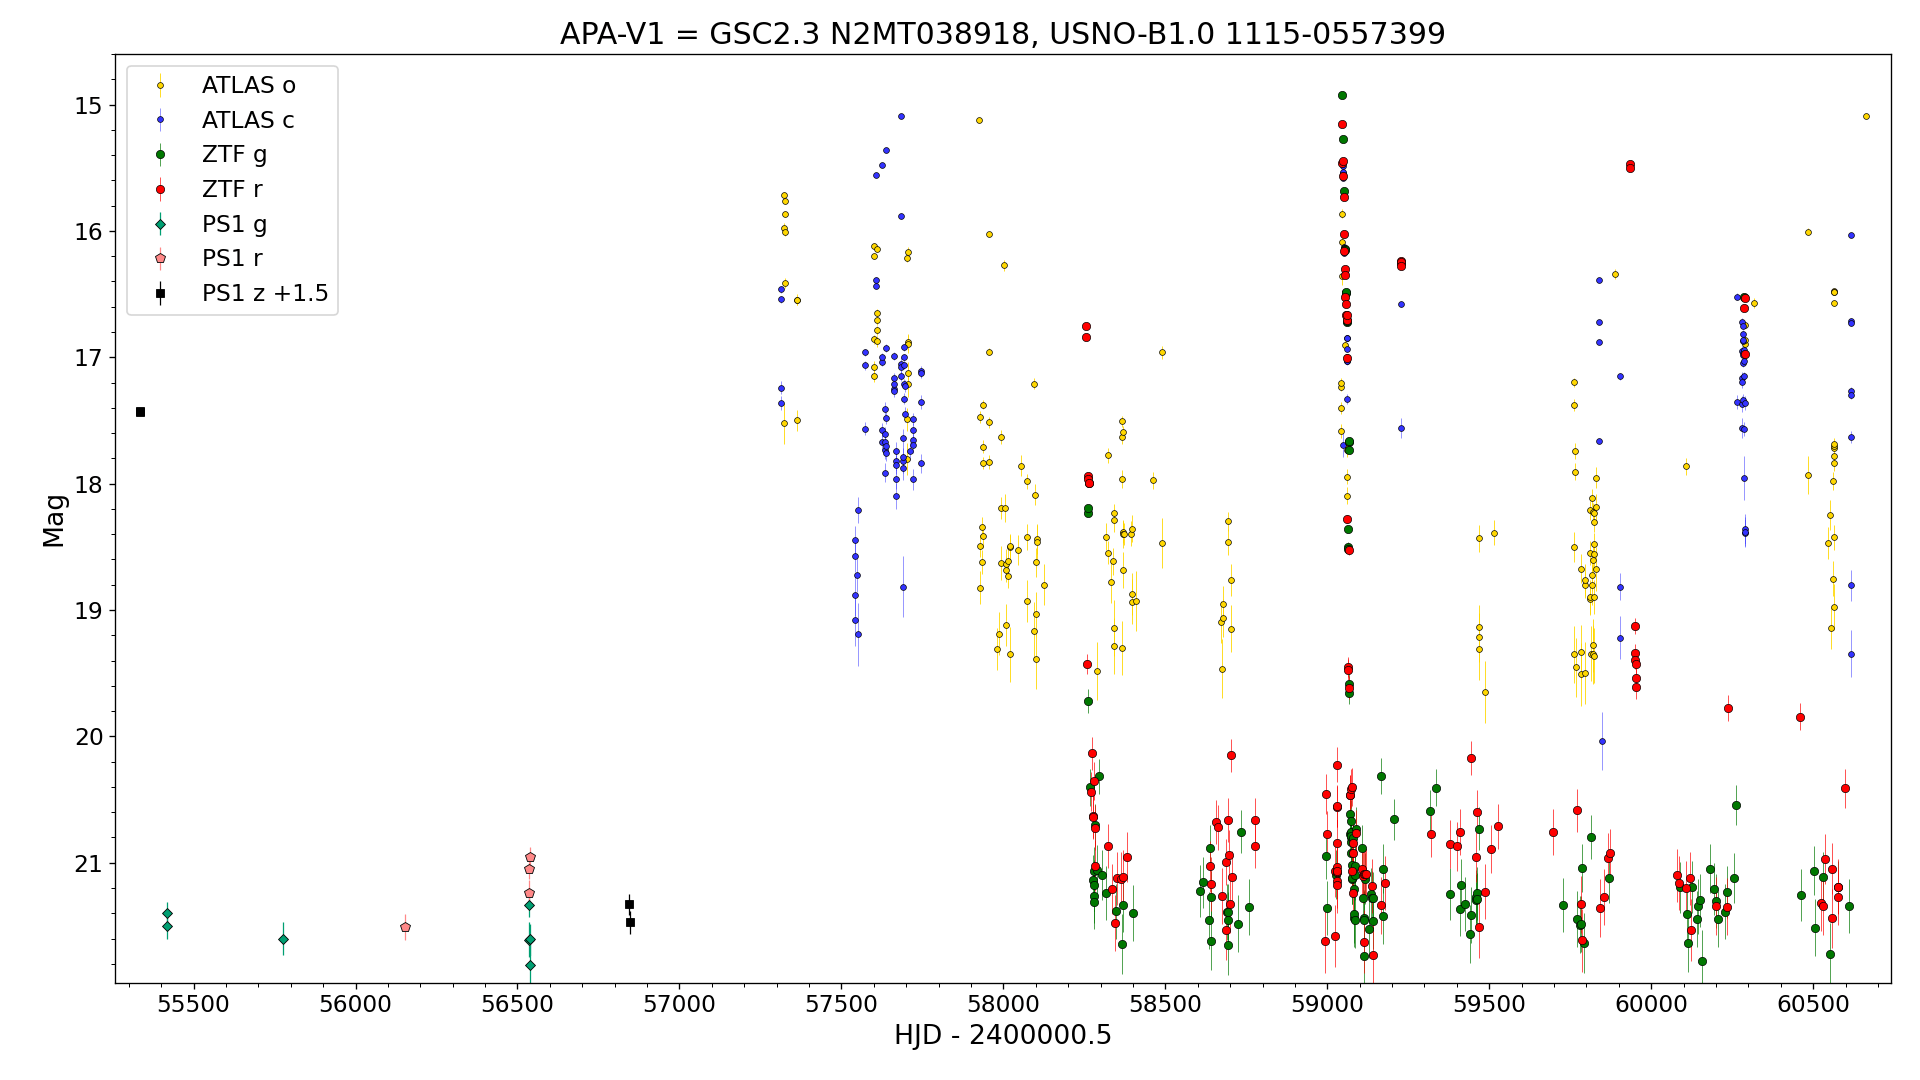 APA-V1 = GSC2.3 N2MT038918, USNO-B1.0 1115-0557399
ATLAS o
ATLAS c
ZTF g
ZTF r
PS1 g
PS1 r
PS1 z +1.5
15
16
17
18
19
20
21
Mag
55500 56000 56500 57000 57500 58000 58500 59000 59500 60000 60500
HJD - 2400000.5